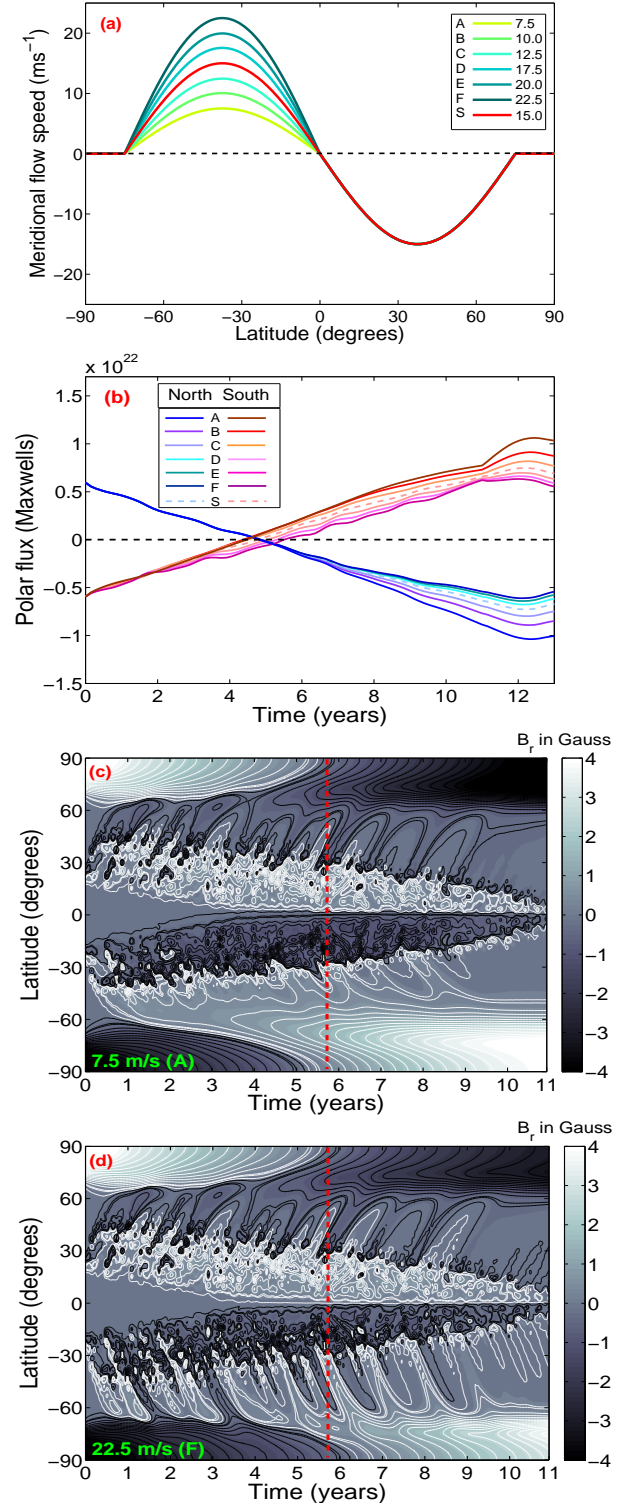 (a)
Meridional flow speed (ms⁻¹)
20
10
0
−10
−20
A 7.5
B 10.0
C 12.5
D 17.5
E 20.0
F 22.5
S 15.0
−90 −60 −30 0 30 60 90
Latitude (degrees)
x 10²²
(b)
Polar flux (Maxwells)
1.5
1
0.5
0
−0.5
−1
−1.5
North South
A
B
C
D
E
F
S
0 2 4 6 8 10 12
Time (years)
B_r in Gauss
(c)
Latitude (degrees)
90
60
30
0
−30
−60
−90
7.5 m/s (A)
4
3
2
1
0
−1
−2
−3
−4
0 1 2 3 4 5 6 7 8 9 10 11
Time (years)
B_r in Gauss
(d)
Latitude (degrees)
90
60
30
0
−30
−60
−90
22.5 m/s (F)
4
3
2
1
0
−1
−2
−3
−4
0 1 2 3 4 5 6 7 8 9 10 11
Time (years)